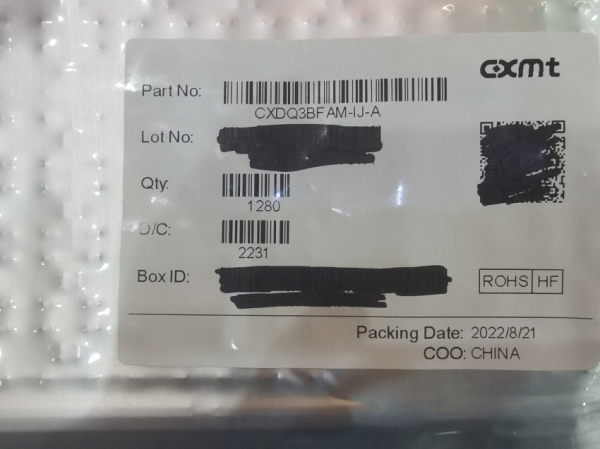 cxmt
Part No:
CXDQ3BFAM-IJ-A
Lot No:
Qty:
1280
D/C:
2231
Box ID:
ROHS HF
Packing Date: 2022/8/21
COO: CHINA